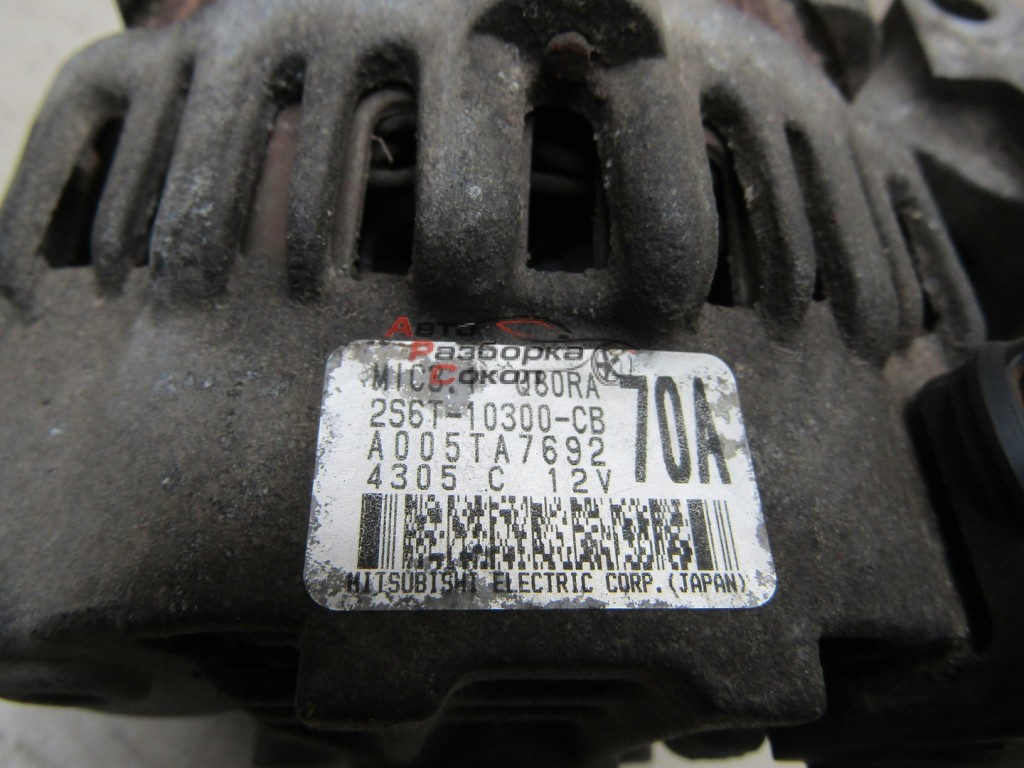 Авто
Разборка
Сокол
70A
2S6T-10300-CB
A005TA7692
4305 C 12V
MITSUBISHI ELECTRIC CORP.(JAPAN)